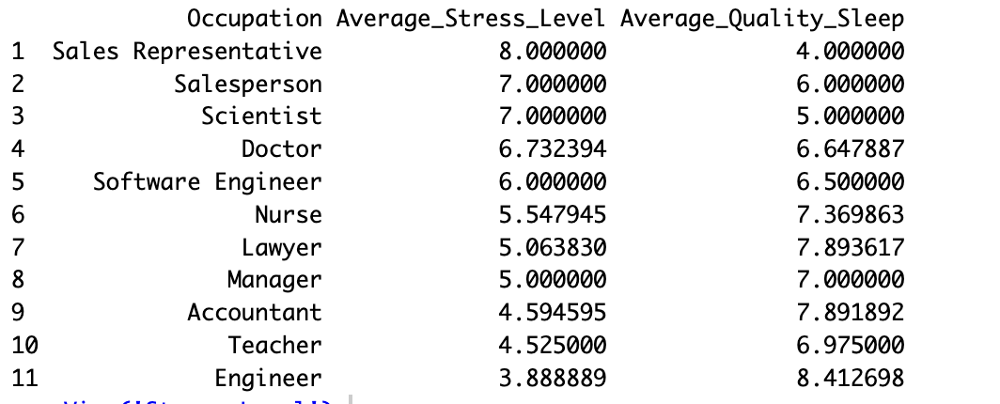 Occupation Average_Stress_Level Average_Quality_Sleep
1 Sales Representative 8.000000 4.000000
2 Salesperson 7.000000 6.000000
3 Scientist 7.000000 5.000000
4 Doctor 6.732394 6.647887
5 Software Engineer 6.000000 6.500000
6 Nurse 5.547945 7.369863
7 Lawyer 5.063830 7.893617
8 Manager 5.000000 7.000000
9 Accountant 4.594595 7.891892
10 Teacher 4.525000 6.975000
11 Engineer 3.888889 8.412698